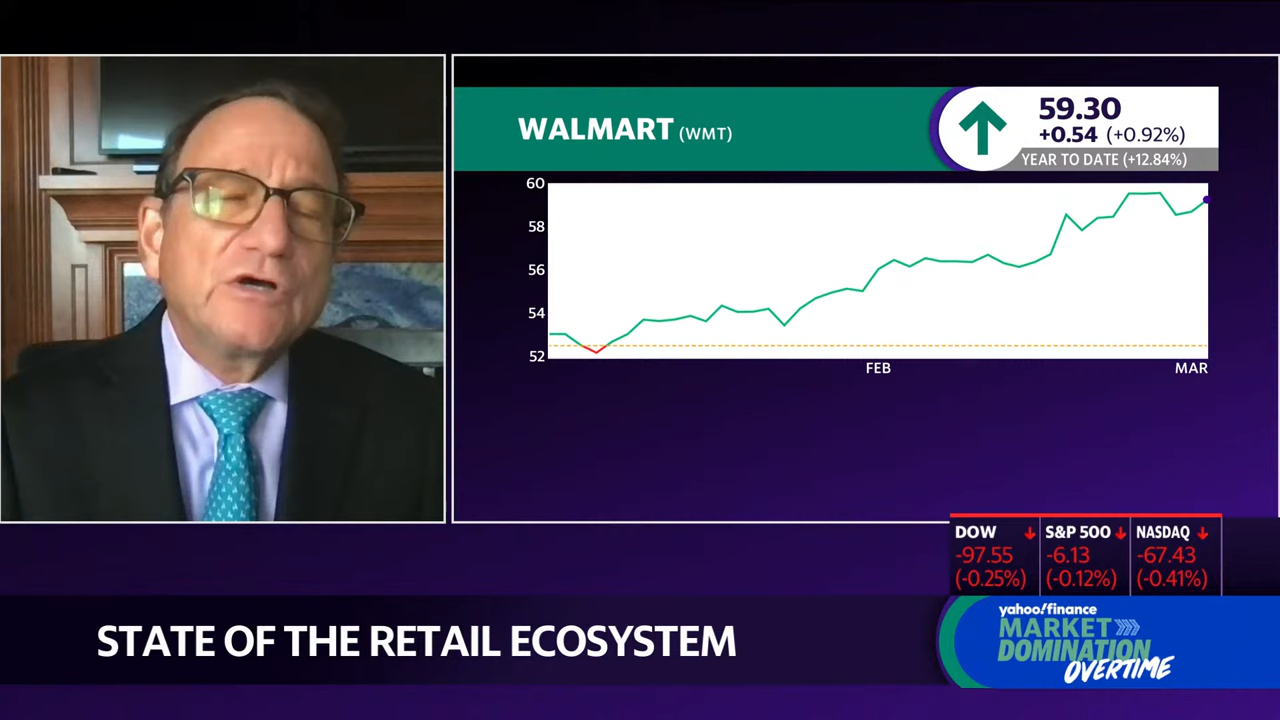 WALMART (WMT)
59.30
+0.54 (+0.92%)
YEAR TO DATE (+12.84%)
60
58
56
54
52
FEB MAR
DOW S&P 500 NASDAQ
-97.55 -6.13 -67.43
(-0.25%) (-0.12%) (-0.41%)
STATE OF THE RETAIL ECOSYSTEM
yahoo!finance
MARKET
DOMINATION
OVERTIME